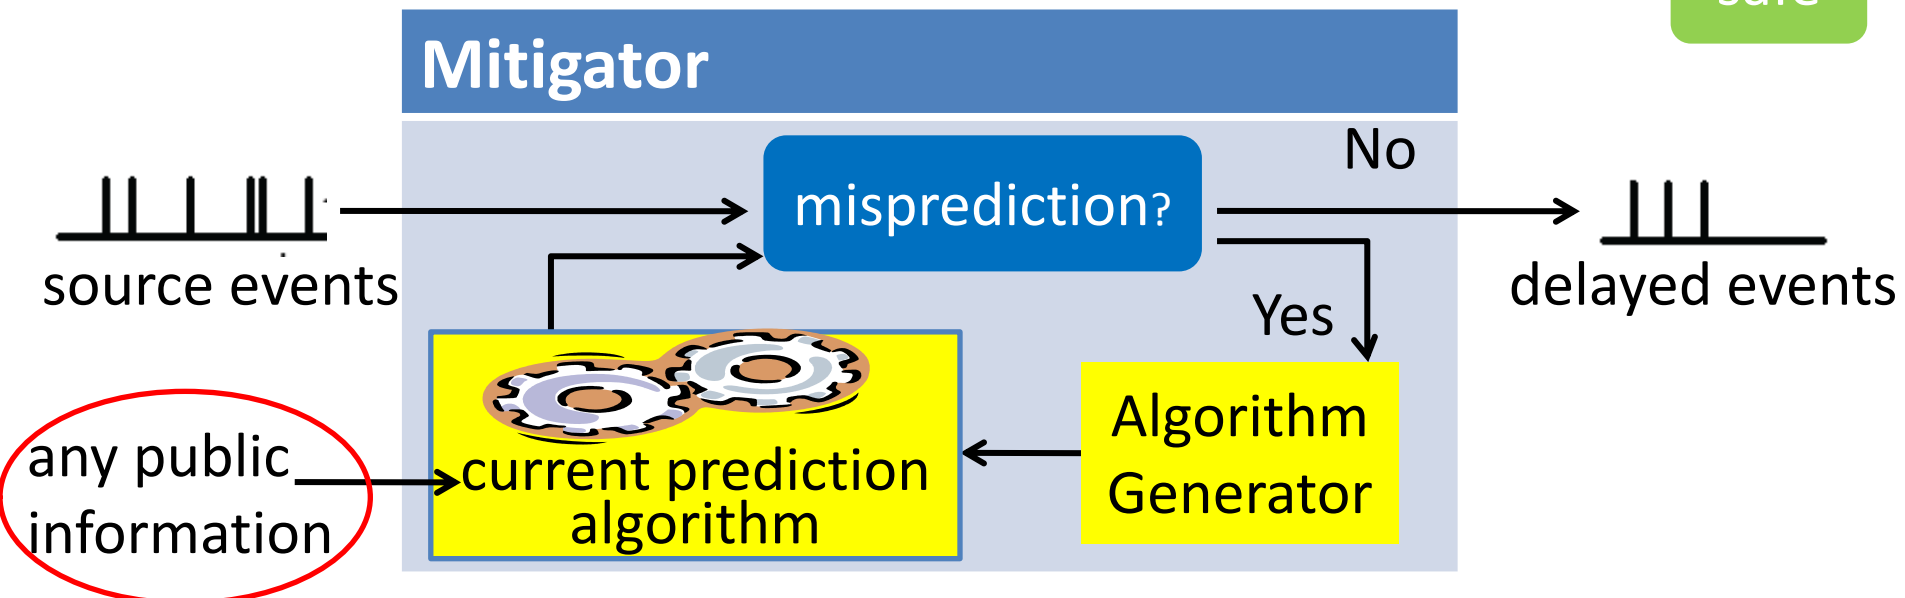 Mitigator
No
misprediction?
source events
delayed events
Yes
Algorithm
Generator
any public
information
current prediction
algorithm